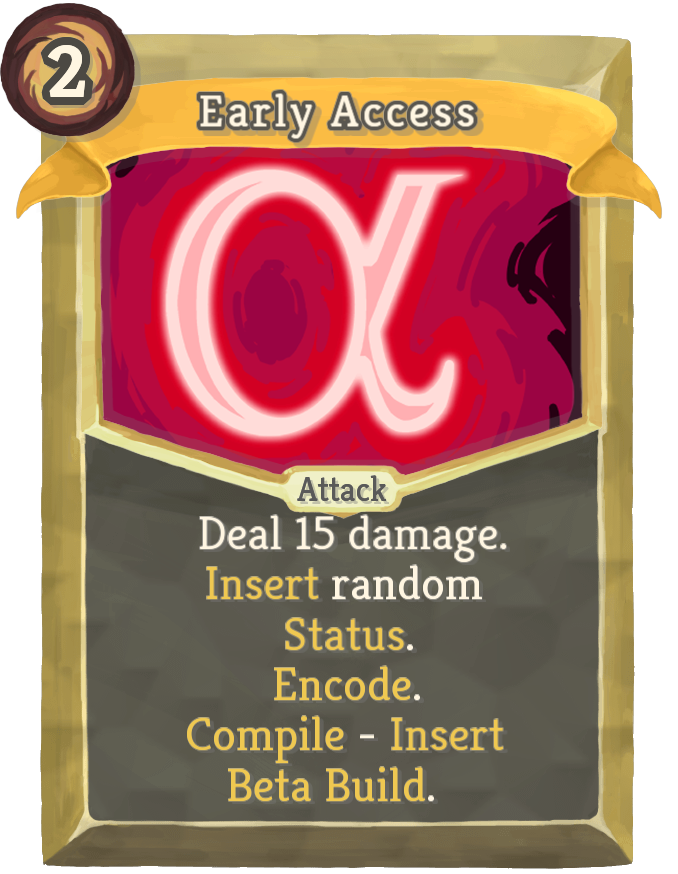 2
Early Access
α
Attack
Deal 15 damage.
Insert random
Status.
Encode.
Compile - Insert
Beta Build.